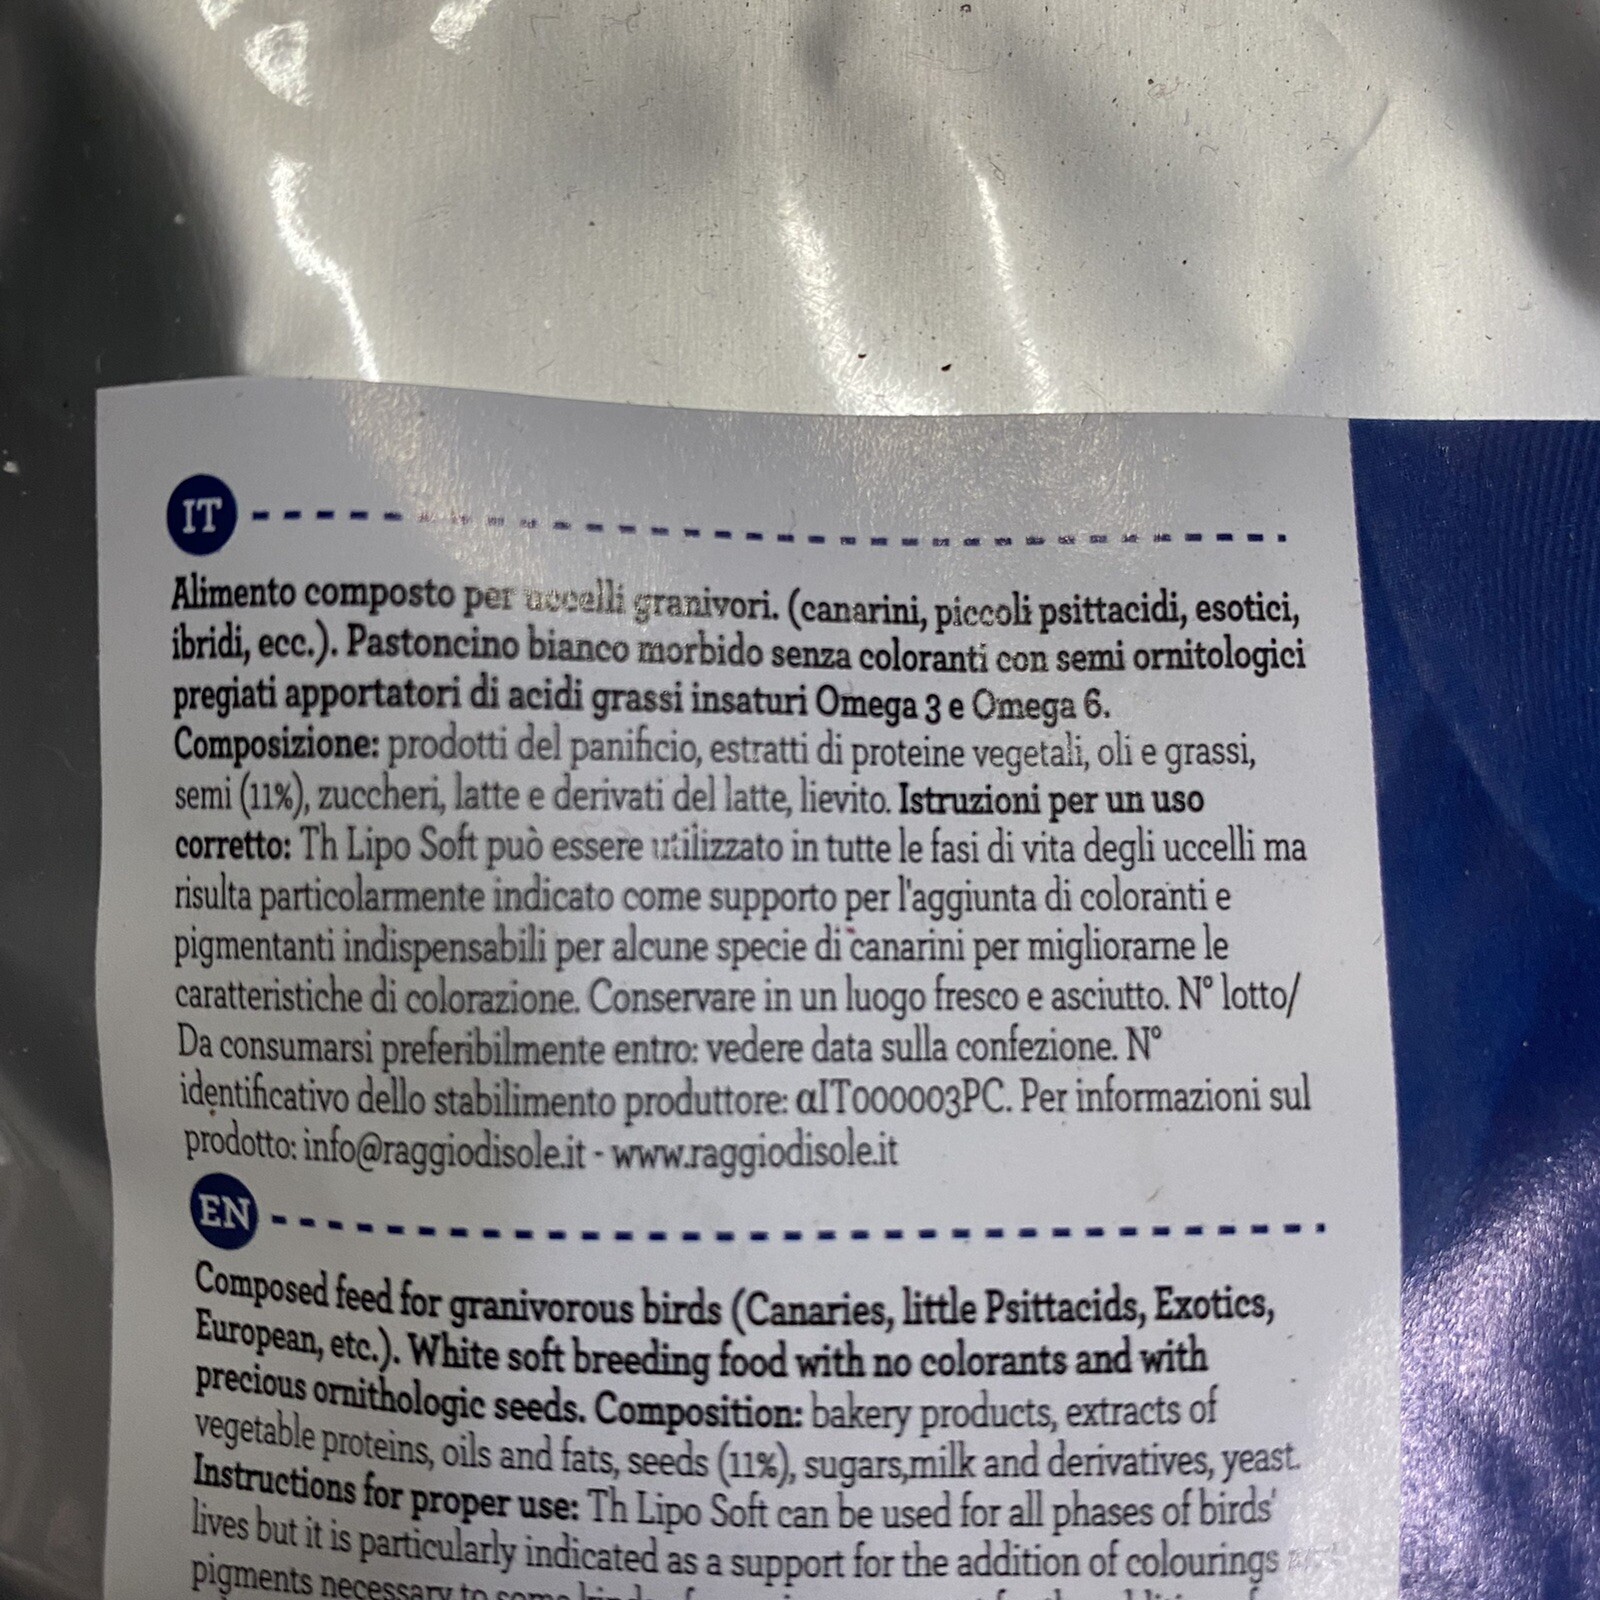 IT
Alimento composto per uccelli granivori. (canarini, piccoli psittacidi, esotici,
ibridi, ecc.). Pastoncino bianco morbido senza coloranti con semi ornitologici
pregiati apportatori di acidi grassi insaturi Omega 3 e Omega 6.
Composizione: prodotti del panificio, estratti di proteine vegetali, oli e grassi,
semi (11%), zuccheri, latte e derivati del latte, lievito. Istruzioni per un uso
corretto: Th Lipo Soft può essere utilizzato in tutte le fasi di vita degli uccelli ma
risulta particolarmente indicato come supporto per l'aggiunta di coloranti e
pigmentanti indispensabili per alcune specie di canarini per migliorarne le
caratteristiche di colorazione. Conservare in un luogo fresco e asciutto. N° lotto/
Da consumarsi preferibilmente entro: vedere data sulla confezione. N°
identificativo dello stabilimento produttore: αIT000003PC. Per informazioni sul
prodotto: info@raggiodisole.it - www.raggiodisole.it
EN
Composed feed for granivorous birds (Canaries, little Psittacids, Exotics,
European, etc.). White soft breeding food with no colorants and with
precious ornithologic seeds. Composition: bakery products, extracts of
vegetable proteins, oils and fats, seeds (11%), sugars,milk and derivatives, yeast.
Instructions for proper use: Th Lipo Soft can be used for all phases of birds'
lives but it is particularly indicated as a support for the addition of colourings
pigments necessary to some kinds